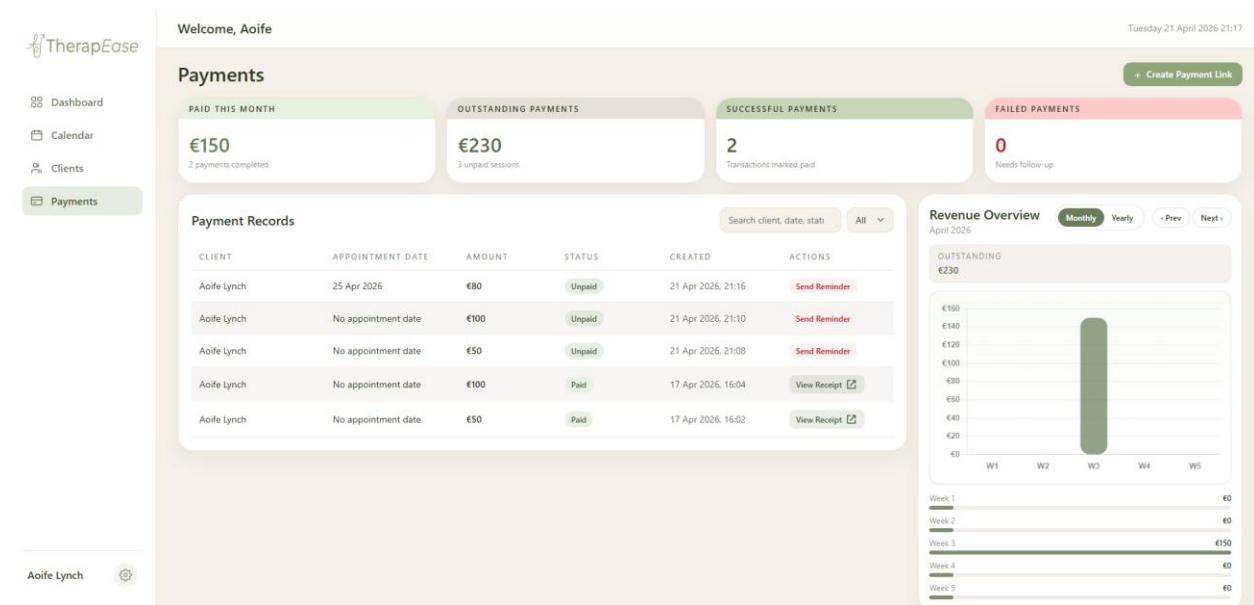 TherapEase
Welcome, Aoife
Tuesday 21 April 2026 21:17
Dashboard
Calendar
Clients
Payments
Aoife Lynch
Payments
+ Create Payment Link
PAID THIS MONTH
€150
2 payments completed
OUTSTANDING PAYMENTS
€230
3 unpaid sessions
SUCCESSFUL PAYMENTS
2
Transactions marked paid
FAILED PAYMENTS
0
Needs follow-up
Payment Records
Search client, date, stat
All
CLIENT APPOINTMENT DATE AMOUNT STATUS CREATED ACTIONS
Aoife Lynch 25 Apr 2026 €80 Unpaid 21 Apr 2026, 21:16 Send Reminder
Aoife Lynch No appointment date €100 Unpaid 21 Apr 2026, 21:10 Send Reminder
Aoife Lynch No appointment date €50 Unpaid 21 Apr 2026, 21:08 Send Reminder
Aoife Lynch No appointment date €100 Paid 17 Apr 2026, 16:04 View Receipt
Aoife Lynch No appointment date €50 Paid 17 Apr 2026, 16:02 View Receipt
Revenue Overview
April 2026
Monthly Yearly
‹ Prev Next ›
OUTSTANDING
€230
€160
€140
€120
€100
€80
€60
€40
€20
€0
W1 W2 W3 W4 W5
Week 1 €0
Week 2 €0
Week 3 €150
Week 4 €0
Week 5 €0